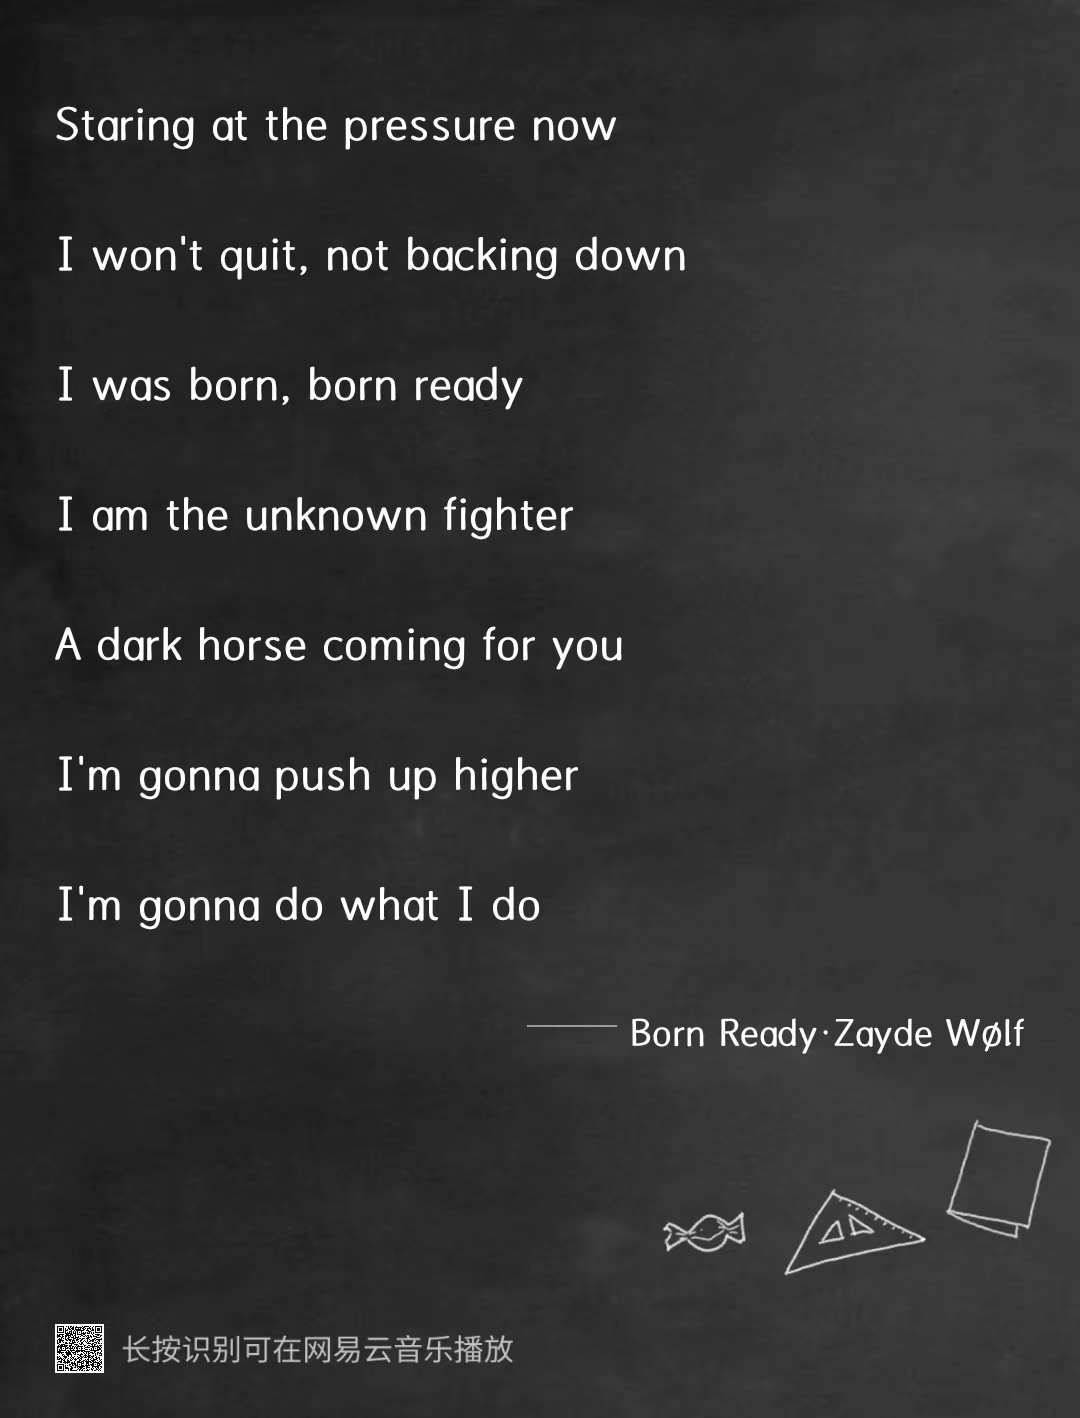 Staring at the pressure now
I won't quit, not backing down
I was born, born ready
I am the unknown fighter
A dark horse coming for you
I'm gonna push up higher
I'm gonna do what I do
Born Ready·Zayde Wølf
长按识别可在网易云音乐播放